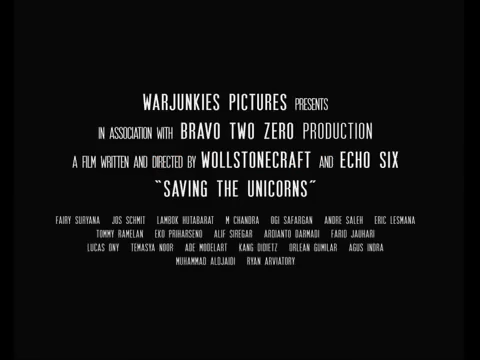 WARJUNKIES PICTURES PRESENTS
IN ASSOCIATION WITH BRAVO TWO ZERO PRODUCTION
A FILM WRITTEN AND DIRECTED BY WOLLSTONECRAFT AND ECHO SIX
“SAVING THE UNICORNS”
FAIRY SURYANA JOS SCHMIT LAMBOK HUTABARAT M CHANDRA OGI SAFARGAN ANDRE SALEH ERIC LESMANA
TOMMY RAMELAN EKO PRIHARSENO ALIF SIREGAR ARDIANTO DARMADI FARID JAUHARI
LUCAS ONY TEMASYA NOOR ADE MODELART KANG DIDIETZ ORLEAN GUMILAR AGUS INDRA
MUHAMMAD ALDJAIDI RYAN ARVIATORY